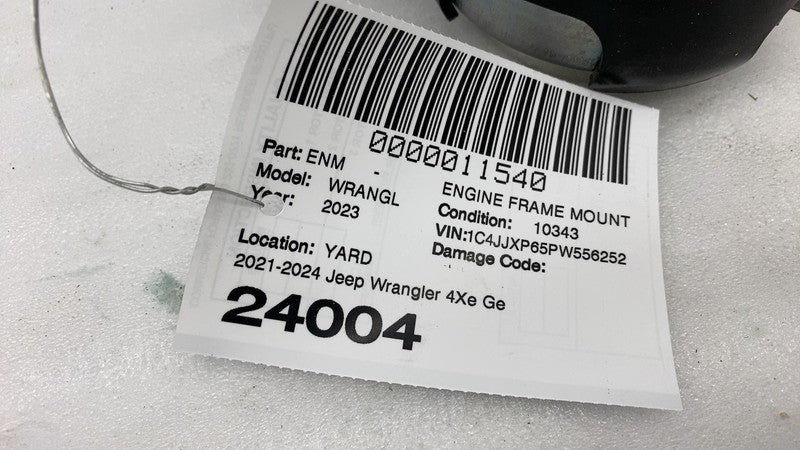 0000011540
Part: ENM - ENGINE FRAME MOUNT
Model: WRANGL Condition: 10343
Year: 2023 VIN:1C4JJXP65PW556252
Damage Code:
Location: YARD
2021-2024 Jeep Wrangler 4Xe Ge
24004